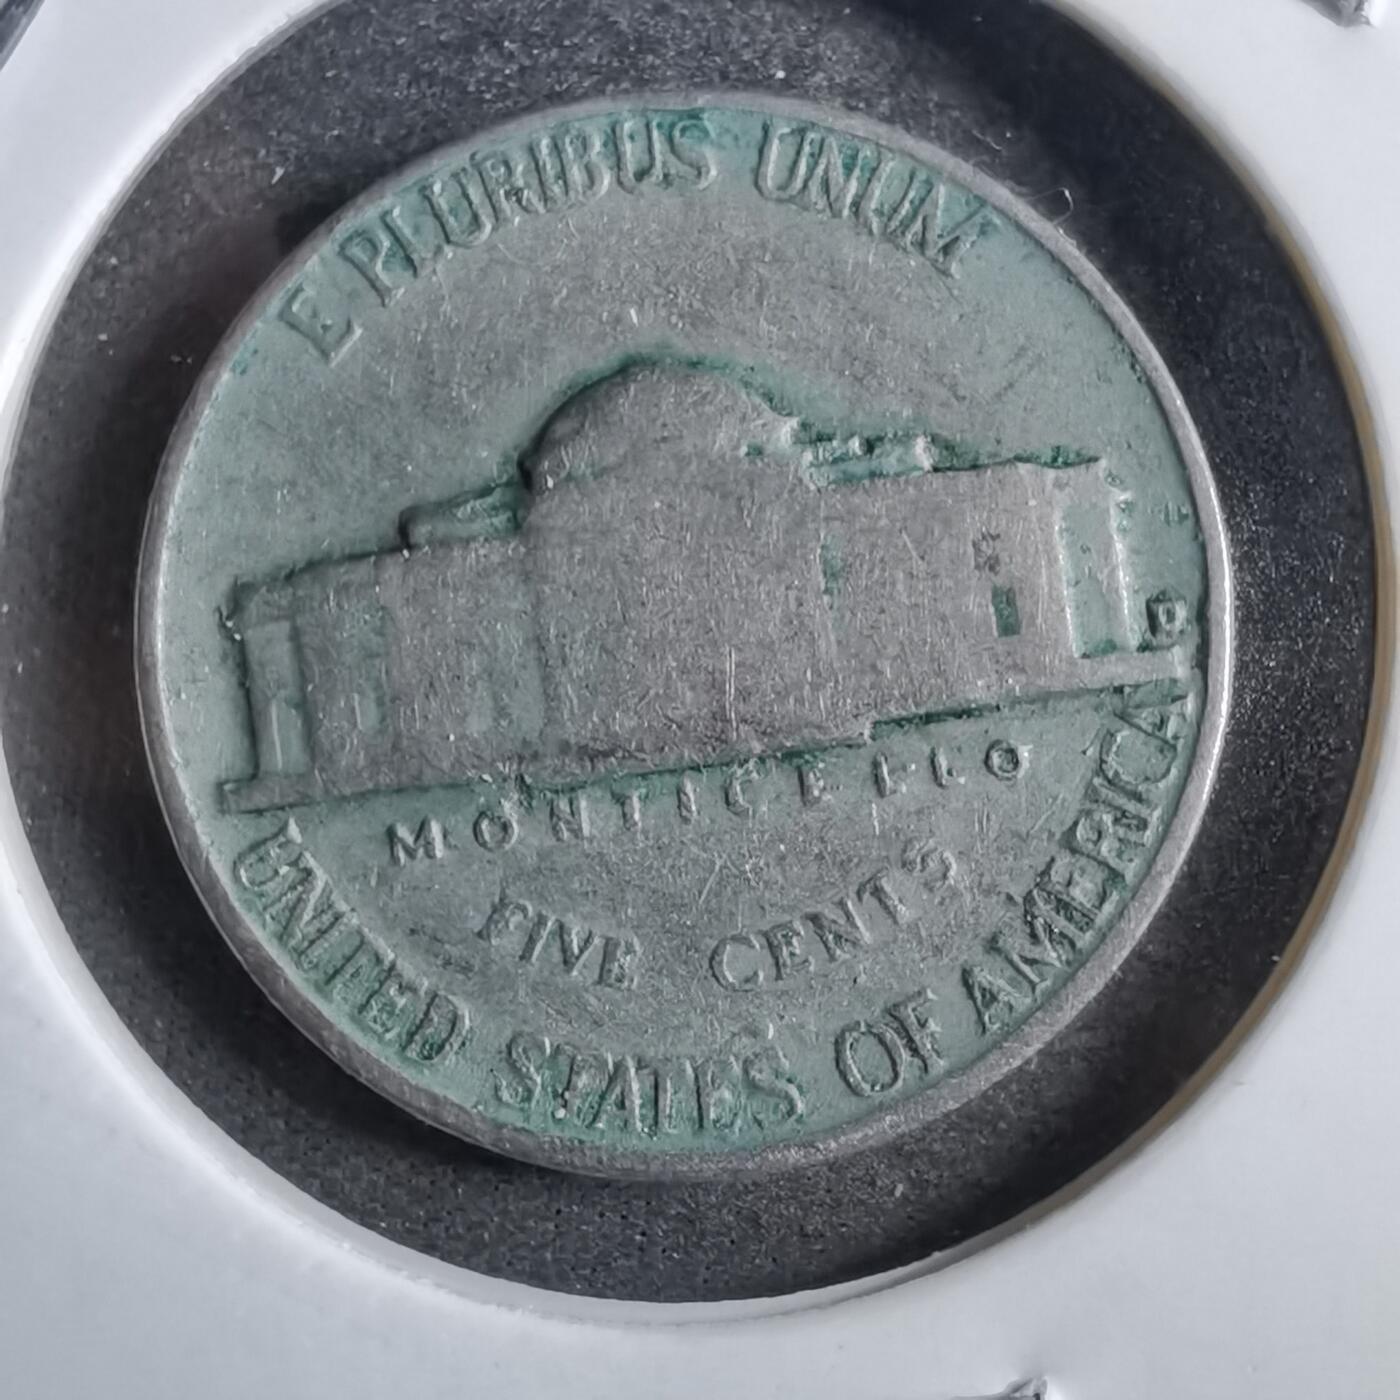 E PLURIBUS UNUM
D
MONTICELLO
FIVE CENTS
UNITED STATES OF AMERICA